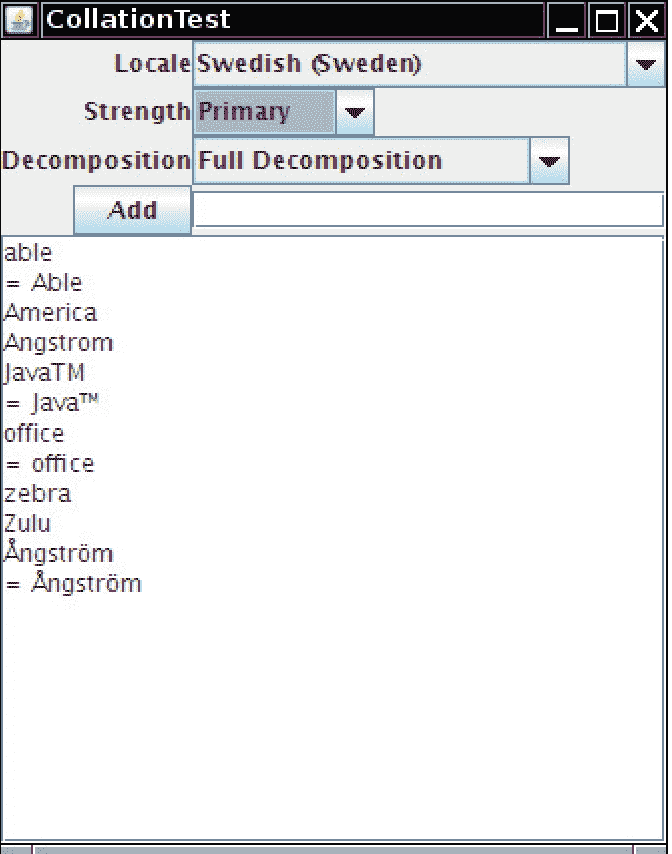 CollationTest
Locale Swedish (Sweden)
Strength Primary
Decomposition Full Decomposition
Add
able
= Able
America
Angstrom
JavaTM
= Java™
office
= office
zebra
Zulu
Ångström
= Ångström